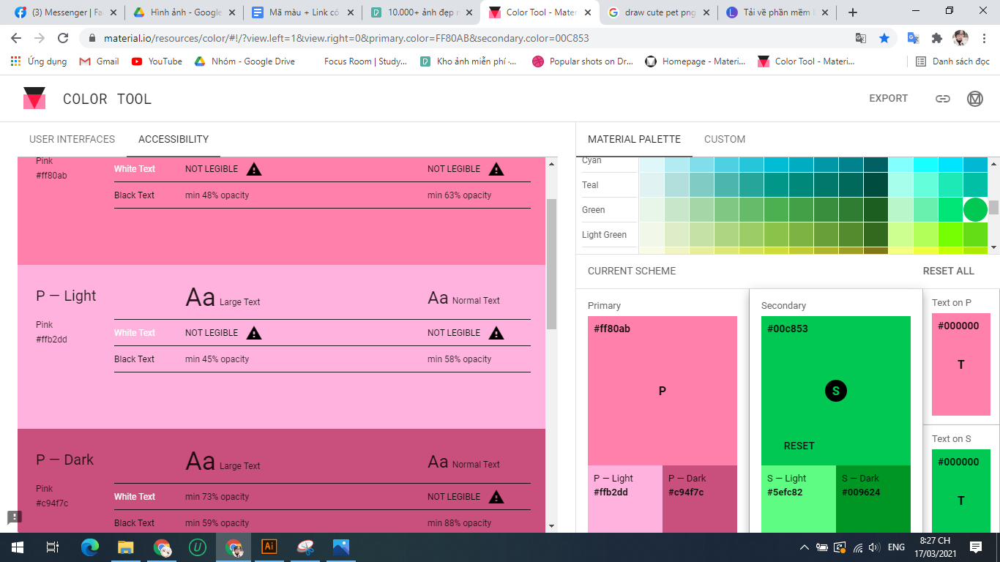 (3) Messenger | Fa
Hình ảnh - Google
Mã màu + Link có
10.000+ ảnh đẹp
Color Tool - Mater
draw cute pet png
Tải về phần mềm
material.io/resources/color/#!/?view.left=1&view.right=0&primary.color=FF80AB&secondary.color=00C853
Ứng dụng
Gmail
YouTube
Nhóm - Google Drive
Focus Room | Study...
Kho ảnh miễn phí ·...
Popular shots on Dr...
Homepage - Materi...
Color Tool - Materi...
Danh sách đọc
COLOR TOOL
EXPORT
USER INTERFACES
ACCESSIBILITY
Pink
#ff80ab
White Text
NOT LEGIBLE
NOT LEGIBLE
Black Text
min 48% opacity
min 63% opacity
P — Light
Aa Large Text
Aa Normal Text
Pink
#ffb2dd
White Text
NOT LEGIBLE
NOT LEGIBLE
Black Text
min 45% opacity
min 58% opacity
P — Dark
Aa Large Text
Aa Normal Text
Pink
#c94f7c
White Text
min 73% opacity
NOT LEGIBLE
Black Text
min 59% opacity
min 88% opacity
MATERIAL PALETTE
CUSTOM
Cyan
Teal
Green
Light Green
CURRENT SCHEME
RESET ALL
Primary
#ff80ab
P
P — Light
#ffb2dd
P — Dark
#c94f7c
Secondary
#00c853
S
RESET
S — Light
#5efc82
S — Dark
#009624
Text on P
#000000
T
Text on S
#000000
T
Ai
ENG
8:27 CH
17/03/2021